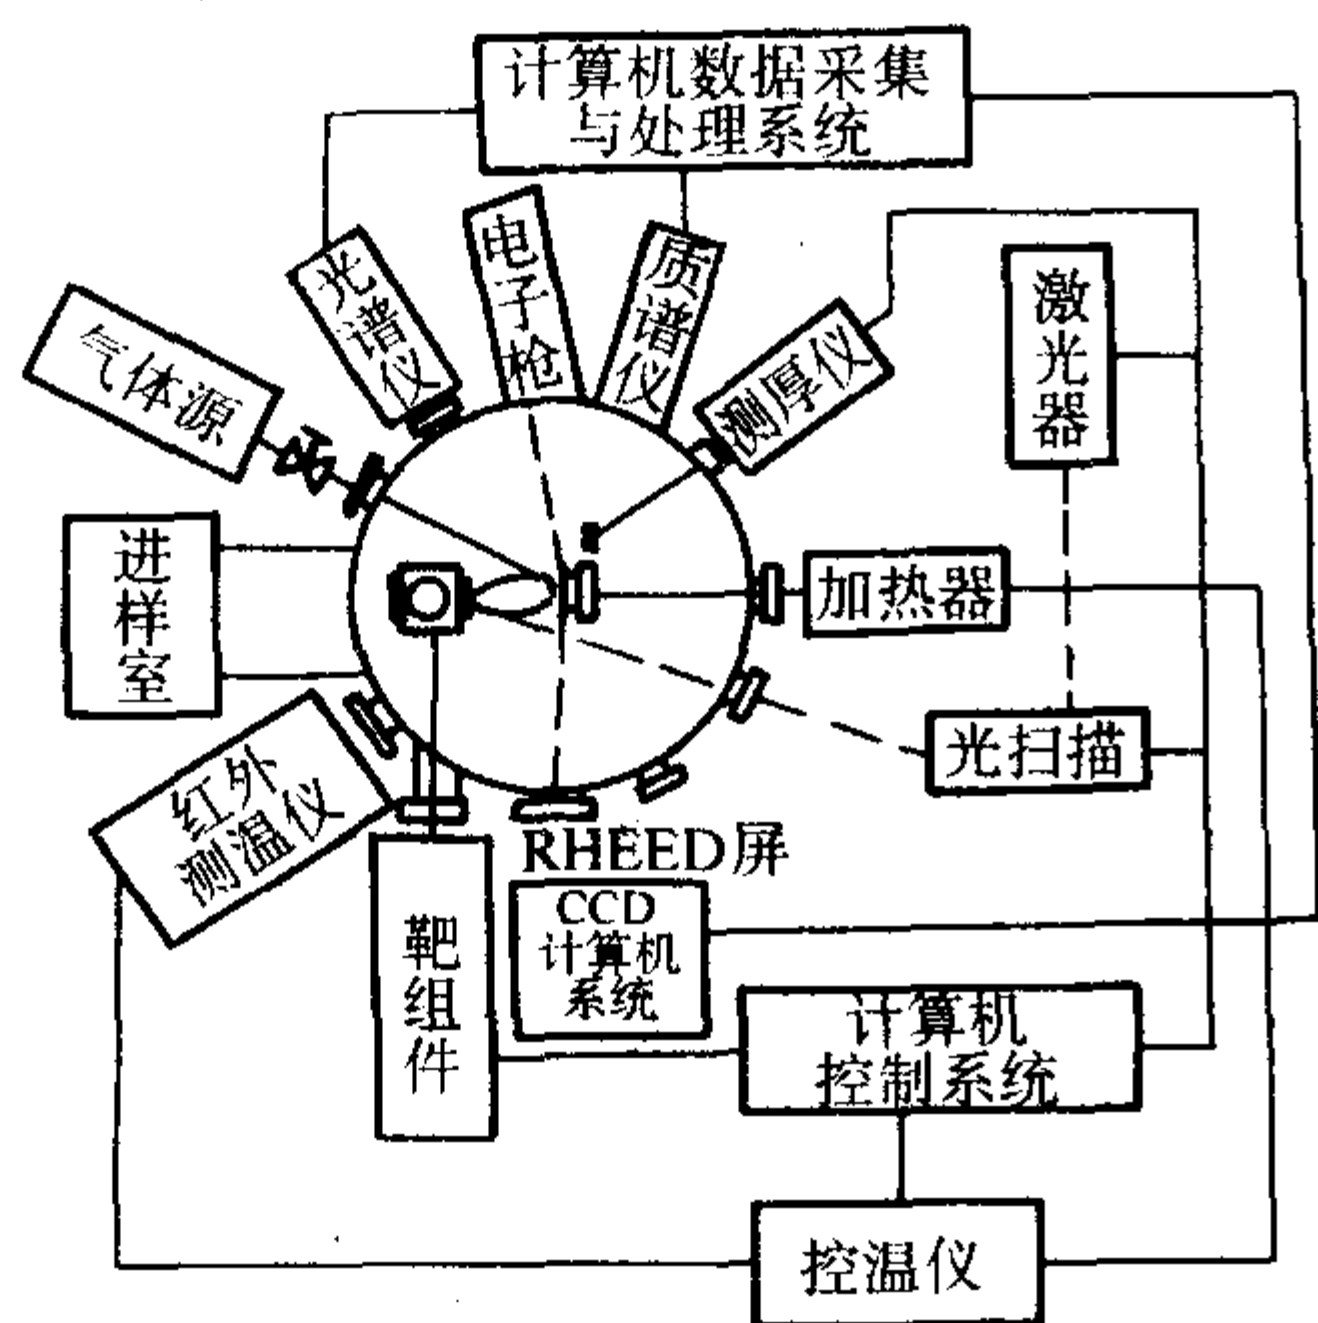 计算机数据采集
与处理系统
光谱仪
电子枪
质谱仪
测厚仪
激光器
气体源
进样室
加热器
光扫描
红外
测温仪
RHEED屏
靶组件
CCD
计算机
系统
计算机
控制系统
控温仪